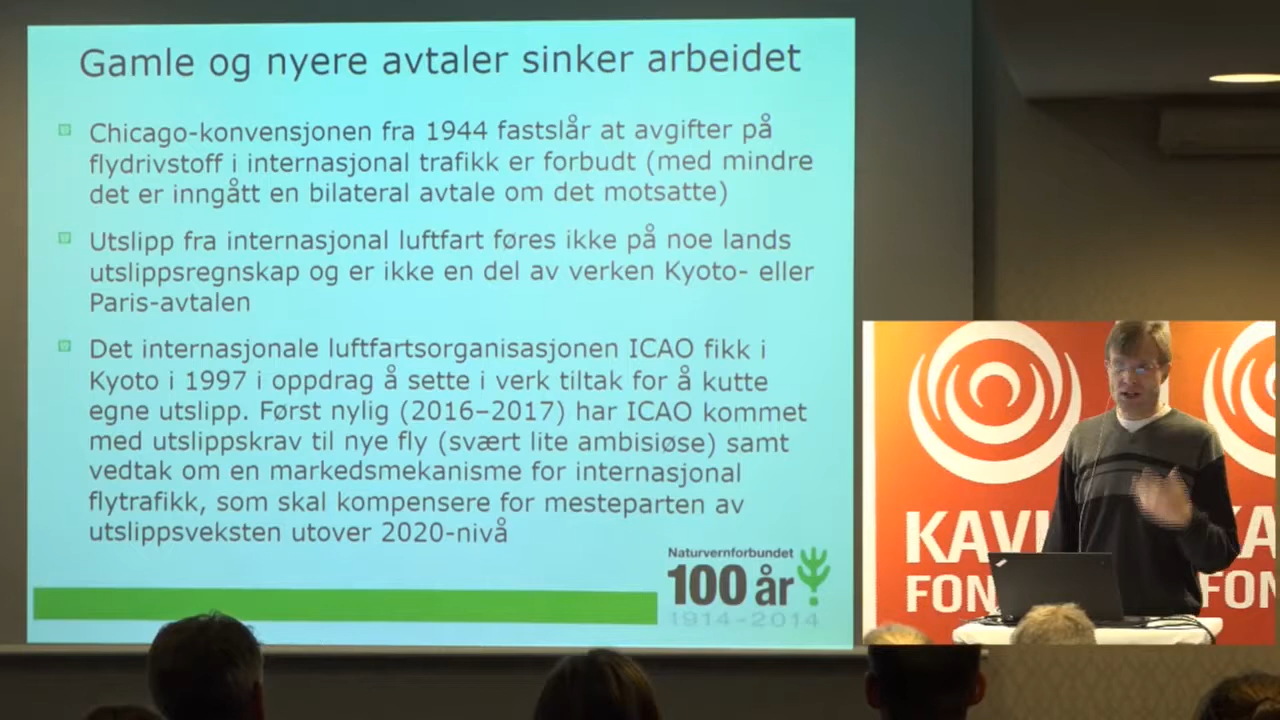 Gamle og nyere avtaler sinker arbeidet
Chicago-konvensjonen fra 1944 fastslår at avgifter på
flydrivstoff i internasjonal trafikk er forbudt (med mindre
det er inngått en bilateral avtale om det motsatte)
Utslipp fra internasjonal luftfart føres ikke på noe lands
utslippsregnskap og er ikke en del av verken Kyoto- eller
Paris-avtalen
Det internasjonale luftfartsorganisasjonen ICAO fikk i
Kyoto i 1997 i oppdrag å sette i verk tiltak for å kutte
egne utslipp. Først nylig (2016–2017) har ICAO kommet
med utslippskrav til nye fly (svært lite ambisiøse) samt
vedtak om en markedsmekanisme for internasjonal
flytrafikk, som skal kompensere for mesteparten av
utslippsveksten utover 2020-nivå
Naturvernforbundet
100 år
1914-2014